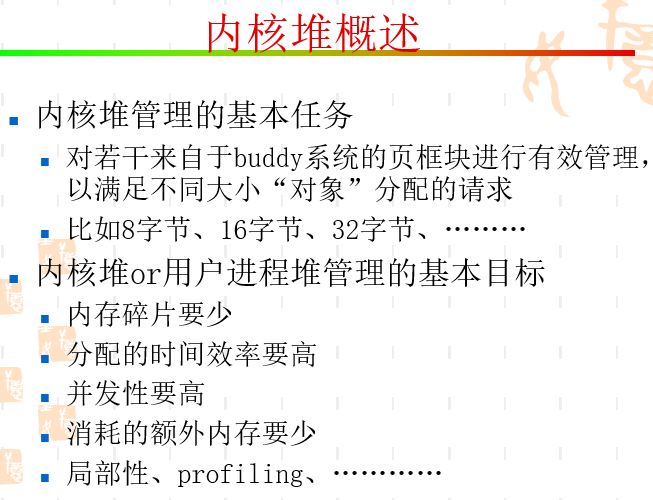 内核堆概述
内核堆管理的基本任务
对若干来自于buddy系统的页框块进行有效管理，
以满足不同大小“对象”分配的请求
比如8字节、16字节、32字节、………
内核堆or用户进程堆管理的基本目标
内存碎片要少
分配的时间效率要高
并发性要高
消耗的额外内存要少
局部性、profiling、…………